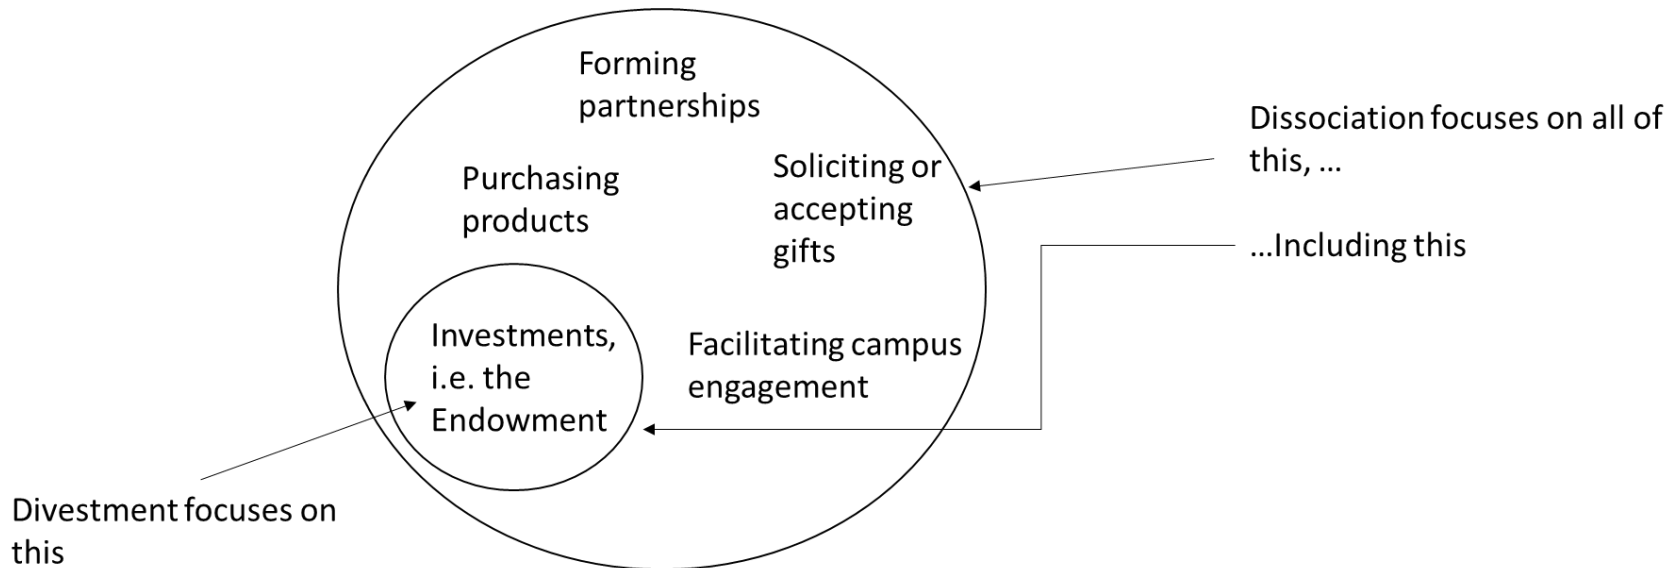 Forming
partnerships
Purchasing
products
Soliciting or
accepting
gifts
Investments,
i.e. the
Endowment
Facilitating campus
engagement
Dissociation focuses on all of
this, ...
...Including this
Divestment focuses on
this